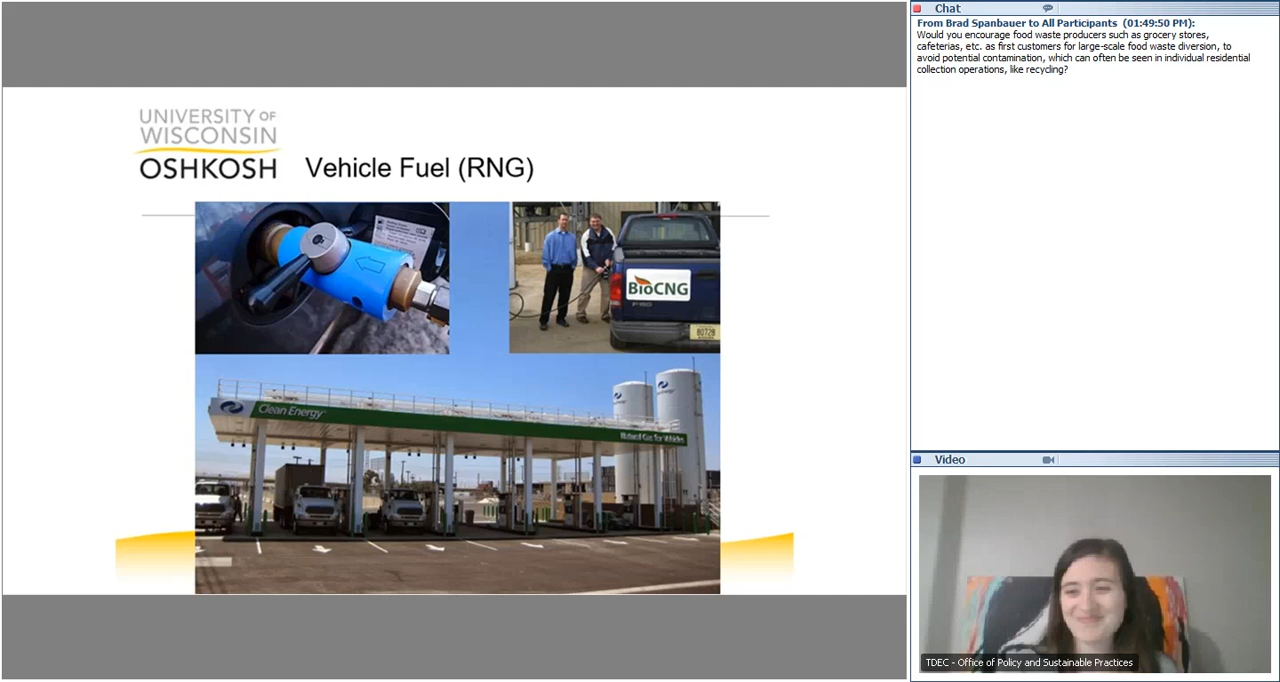 UNIVERSITY OF
WISCONSIN
OSHKOSH
Vehicle Fuel (RNG)
BioCNG
80728
Clean Energy
Natural Gas for Vehicles
Chat
From Brad Spanbauer to All Participants (01:49:50 PM):
Would you encourage food waste producers such as grocery stores,
cafeterias, etc. as first customers for large-scale food waste diversion, to
avoid potential contamination, which can often be seen in individual residential
collection operations, like recycling?
Video
TDEC - Office of Policy and Sustainable Practices